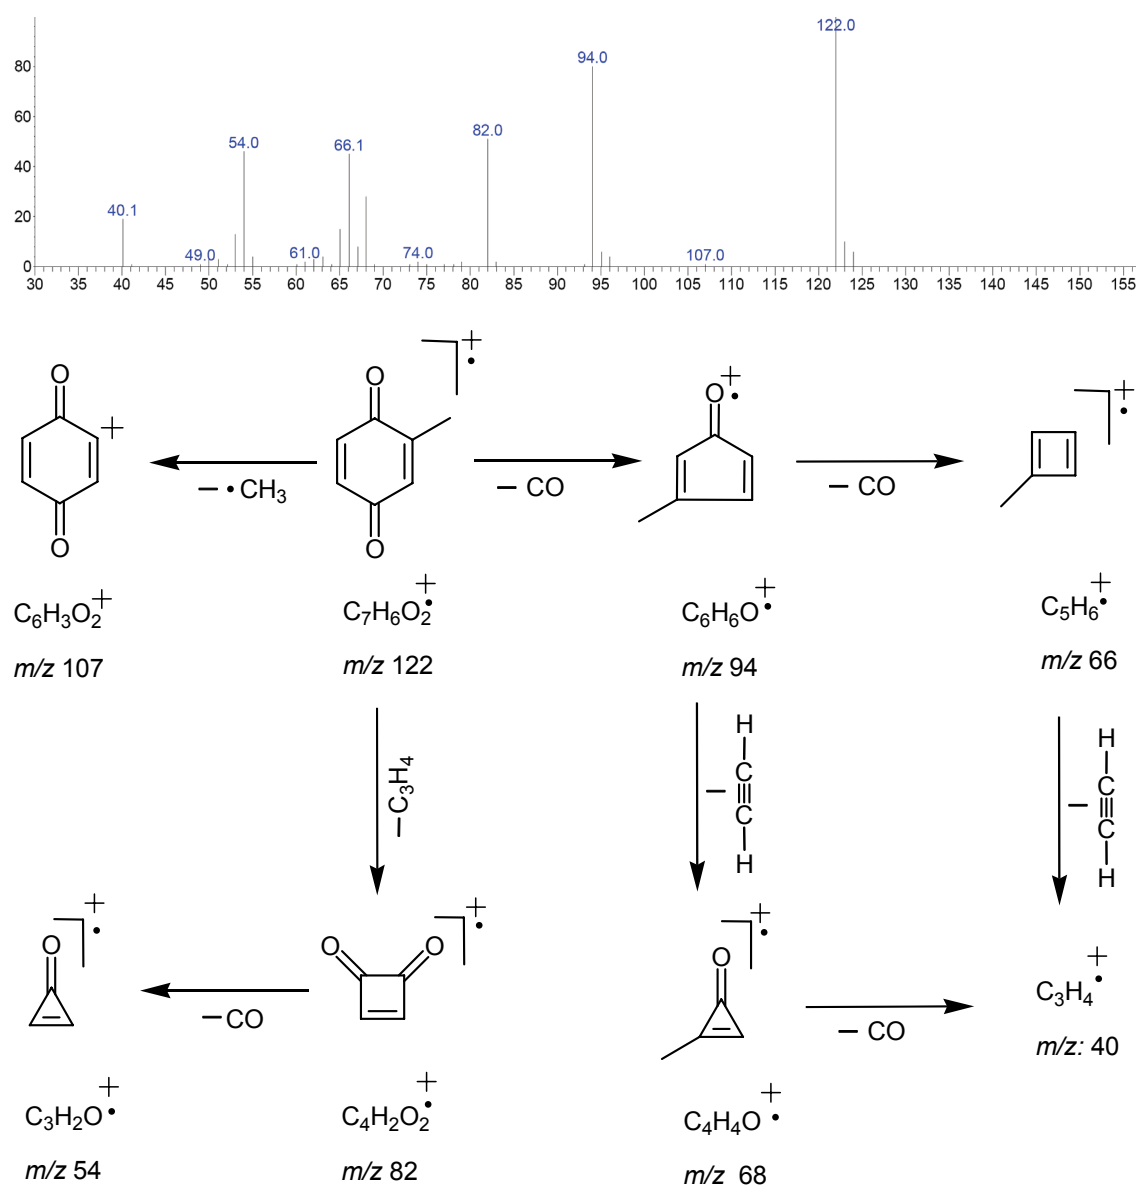 122.0
94.0
80
60
82.0
54.0
66.1
40
40.1
20
49.0
61.0
74.0
107.0
0
30 35 40 45 50 55 60 65 70 75 80 85 90 95 100 105 110 115 120 125 130 135 140 145 150 155
O O O+•
+ ⁺•
– •CH3 – CO – CO
O O
C6H3O2+ C7H6O2+• C6H6O+• C5H6+•
m/z 107 m/z 122 m/z 94 m/z 66
–C3H4
– H C C H
– H C C H
O O O O
–CO – CO
C3H4+•
m/z: 40
C3H2O+• C4H2O2+• C4H4O+•
m/z 54 m/z 82 m/z 68